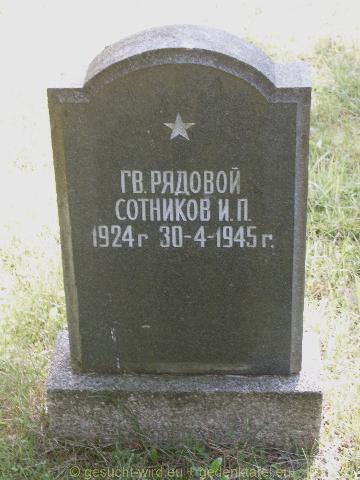 ГВ. РЯДОВОЙ
СОТНИКОВ И.П.
1924 г 30-4-1945 г.
© gesucht-wird.eu + gedenktafel.eu